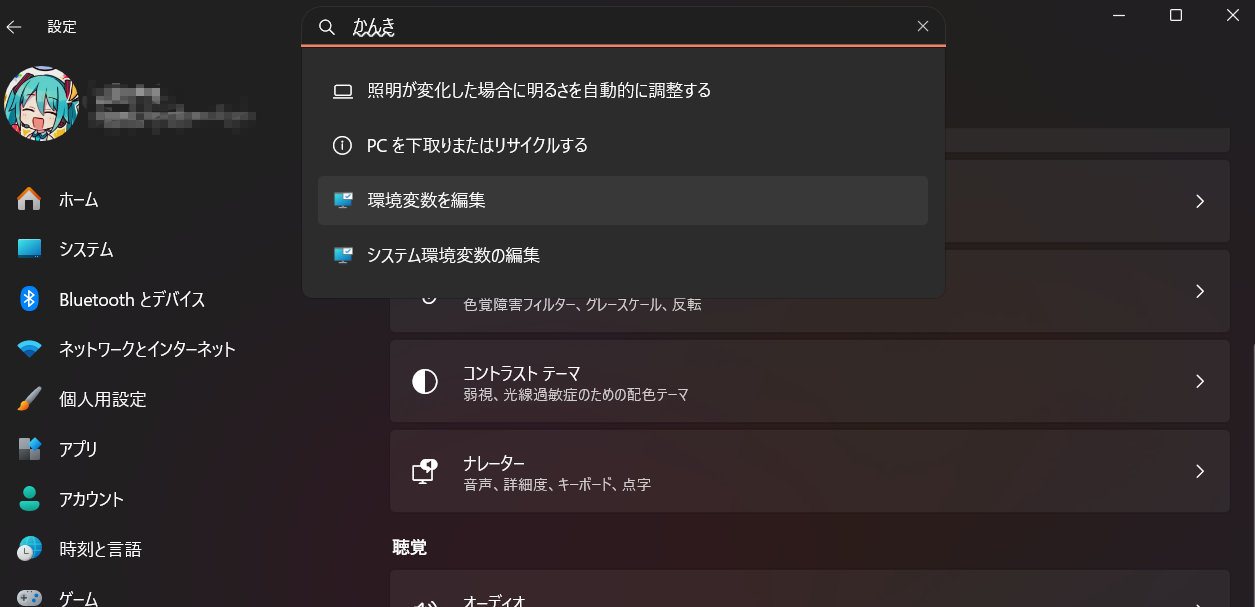 設定
かんき
照明が変化した場合に明るさを自動的に調整する
PC を下取りまたはリサイクルする
環境変数を編集
システム環境変数の編集
ホーム
システム
Bluetooth とデバイス
ネットワークとインターネット
個人用設定
アプリ
アカウント
時刻と言語
ゲーム
色覚障害フィルター、グレースケール、反転
コントラスト テーマ
弱視、光線過敏症のための配色テーマ
ナレーター
音声、詳細度、キーボード、点字
聴覚
オーディオ